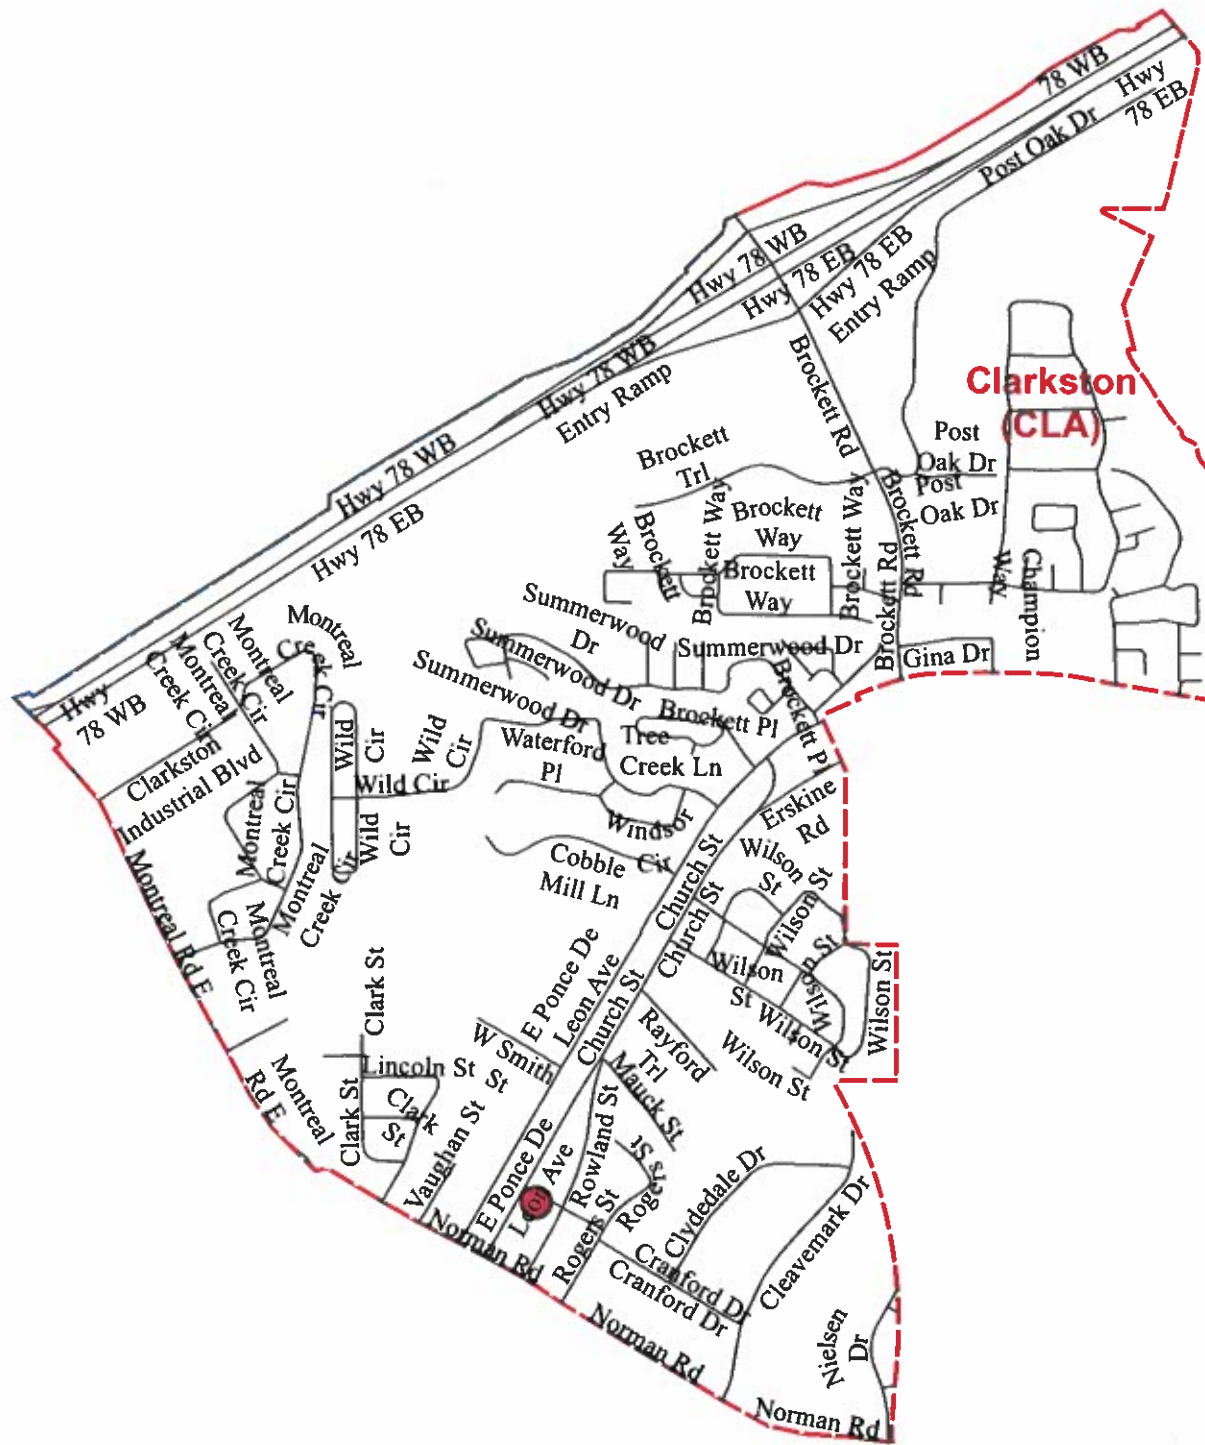 78 WB
Hwy
78 EB
Post Oak Dr
Hwy 78 WB
Hwy 78 EB
Hwy 78 EB
Entry Ramp
Hwy 78 WB
Entry Ramp
Brockett Rd
Clarkston
(CLA)
Hwy 78 WB
Hwy 78 EB
Brockett
Trl
Post
Oak Dr
Post
Oak Dr
Brockett Way
Brockett
Way
Brockett Way
Brockett Rd
Brockett
Way
Brockett
Way
Brockett Rd
Champion
Way
Summerwood
Dr
Summerwood Dr
Gina Dr
Summerwood Dr
Summerwood Dr
Brockett Pl
Brockett Pl
Montreal
Creek Cir
Montreal
Creek Cir
Montreal
Creek Cir
Hwy
78 WB
Clarkston
Industrial Blvd
Wild
Cir
Wild
Cir
Wild Cir
Wild
Cir
Waterford
Pl
Tree
Creek Ln
Windsor
Cir
Cobble
Mill Ln
Erskine
Rd
Montreal
Creek Cir
Montreal
Creek Cir
Montreal
Creek Cir
Montreal Rd E
Church St
Church St
Wilson
St
Wilson St
Wilson St
Wilson
St
Wilson St
Wilson St
Wilson St
E Ponce De
Leon Ave
Church St
Clark St
W Smith
St
Rayford
Trl
Mauck St
Lincoln St
Clark
St
Clark St
Montreal
Rd E
Vaughan St
E Ponce De
Leon Ave
Rowland St
Rogers St
Rogers St
Clydedale Dr
Cleavemark Dr
Cranford Dr
Cranford Dr
Norman Rd
Norman Rd
Nielsen
Dr
Norman Rd